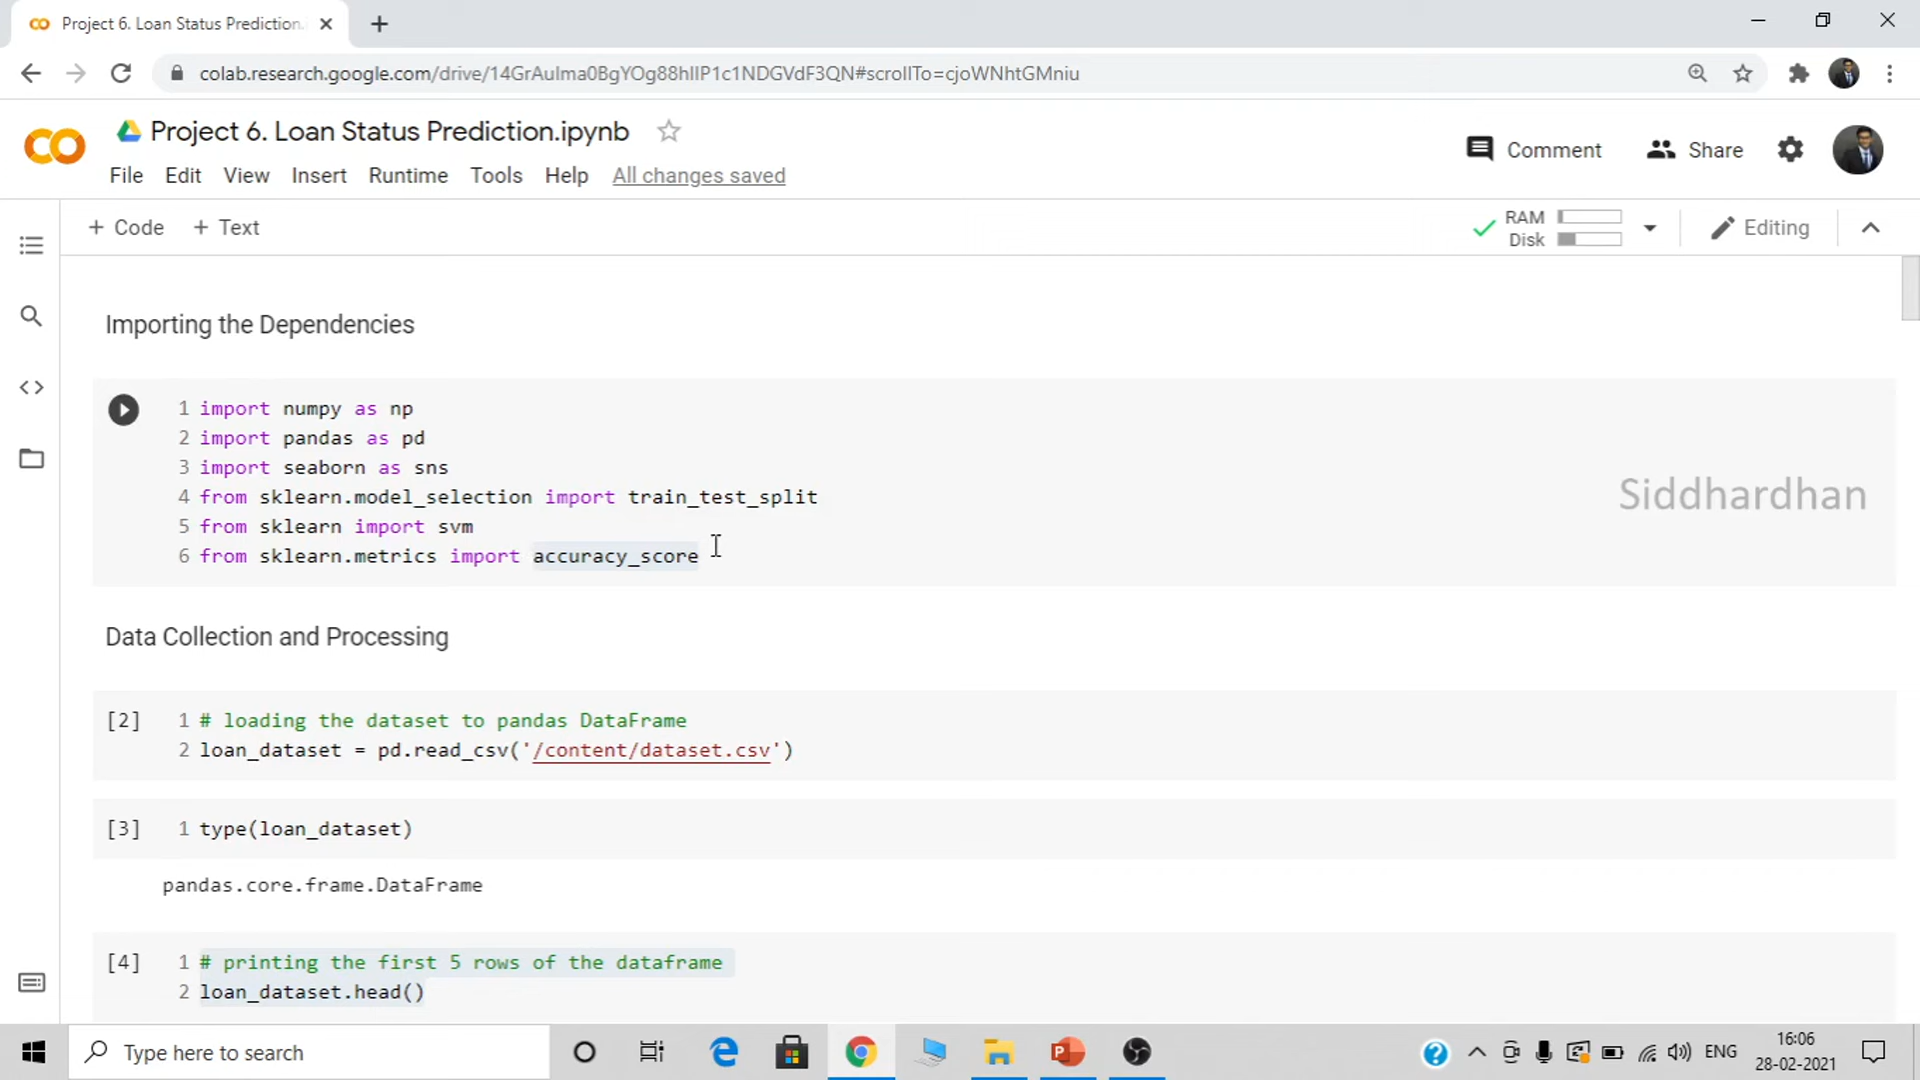 Project 6. Loan Status Prediction.
colab.research.google.com/drive/14GrAulma0BgYOg88hIIP1c1NDGVdF3QN#scrollTo=cjoWNhtGMniu
Project 6. Loan Status Prediction.ipynb
Comment
Share
File Edit View Insert Runtime Tools Help All changes saved
+ Code + Text
RAM
Disk
Editing
Importing the Dependencies
1 import numpy as np
2 import pandas as pd
3 import seaborn as sns
4 from sklearn.model_selection import train_test_split
5 from sklearn import svm
6 from sklearn.metrics import accuracy_score
Siddhardhan
Data Collection and Processing
[2] 1 # loading the dataset to pandas DataFrame
2 loan_dataset = pd.read_csv('/content/dataset.csv')
[3] 1 type(loan_dataset)
pandas.core.frame.DataFrame
[4] 1 # printing the first 5 rows of the dataframe
2 loan_dataset.head()
Type here to search
ENG
16:06
28-02-2021